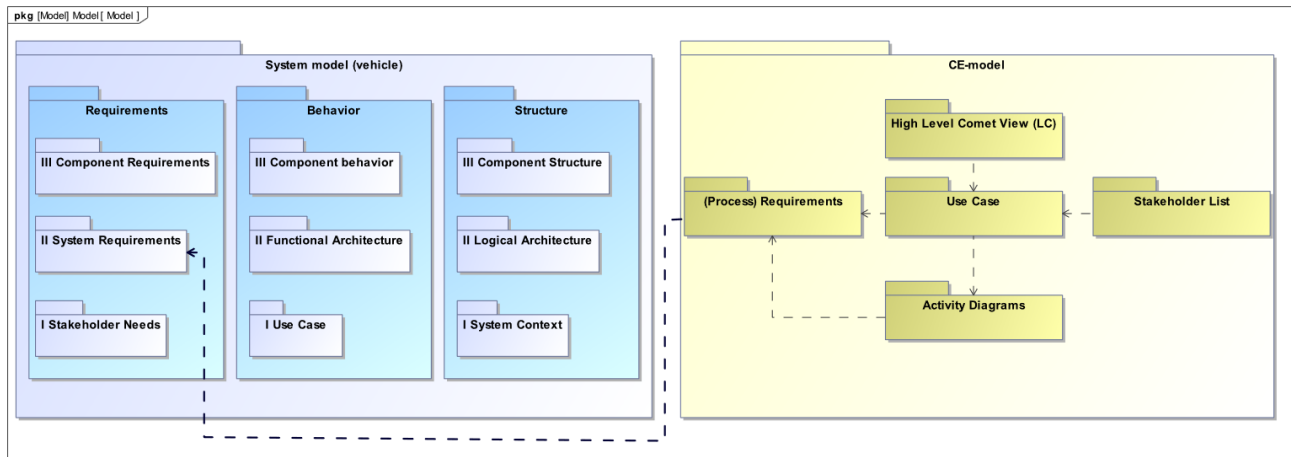 pkg [Model] Model [ Model ]
System model (vehicle)
Requirements
III Component Requirements
II System Requirements
I Stakeholder Needs
Behavior
III Component behavior
II Functional Architecture
I Use Case
Structure
III Component Structure
II Logical Architecture
I System Context
CE-model
High Level Comet View (LC)
(Process) Requirements
Use Case
Stakeholder List
Activity Diagrams